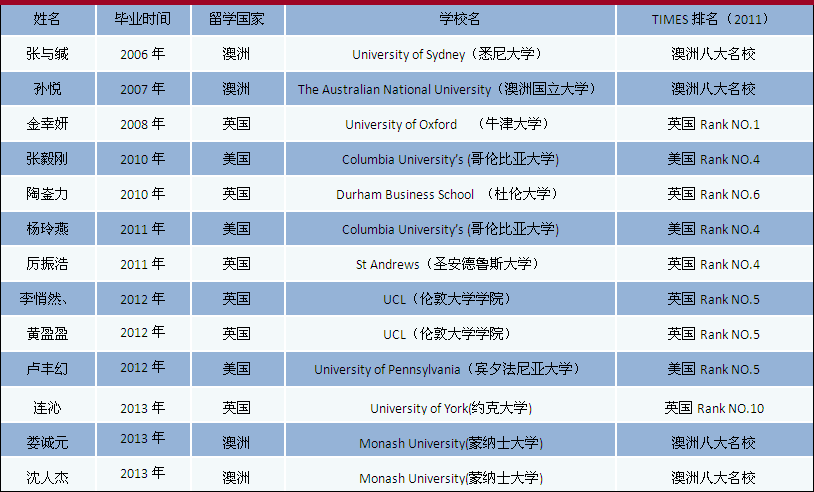 姓名 毕业时间 留学国家 学校名 TIMES 排名（2011）
张与缄 2006 年 澳洲 University of Sydney（悉尼大学） 澳洲八大名校
孙悦 2007 年 澳洲 The Australian National University（澳洲国立大学） 澳洲八大名校
金幸妍 2008 年 英国 University of Oxford （牛津大学） 英国 Rank NO.1
张毅刚 2010 年 美国 Columbia University's (哥伦比亚大学) 美国 Rank NO.4
陶崟力 2010 年 英国 Durham Business School （杜伦大学） 英国 Rank NO.6
杨玲燕 2011 年 美国 Columbia University's (哥伦比亚大学) 美国 Rank NO.4
厉振浩 2011 年 英国 St Andrews（圣安德鲁斯大学） 英国 Rank NO.4
李悄然、 2012 年 英国 UCL（伦敦大学学院） 英国 Rank NO.5
黄盈盈 2012 年 英国 UCL（伦敦大学学院） 英国 Rank NO.5
卢丰幻 2012 年 美国 University of Pennsylvania（宾夕法尼亚大学） 美国 Rank NO.5
连沁 2013 年 英国 University of York(约克大学) 英国 Rank NO.10
娄诚元 2013 年 澳洲 Monash University(蒙纳士大学) 澳洲八大名校
沈人杰 2013 年 澳洲 Monash University(蒙纳士大学) 澳洲八大名校